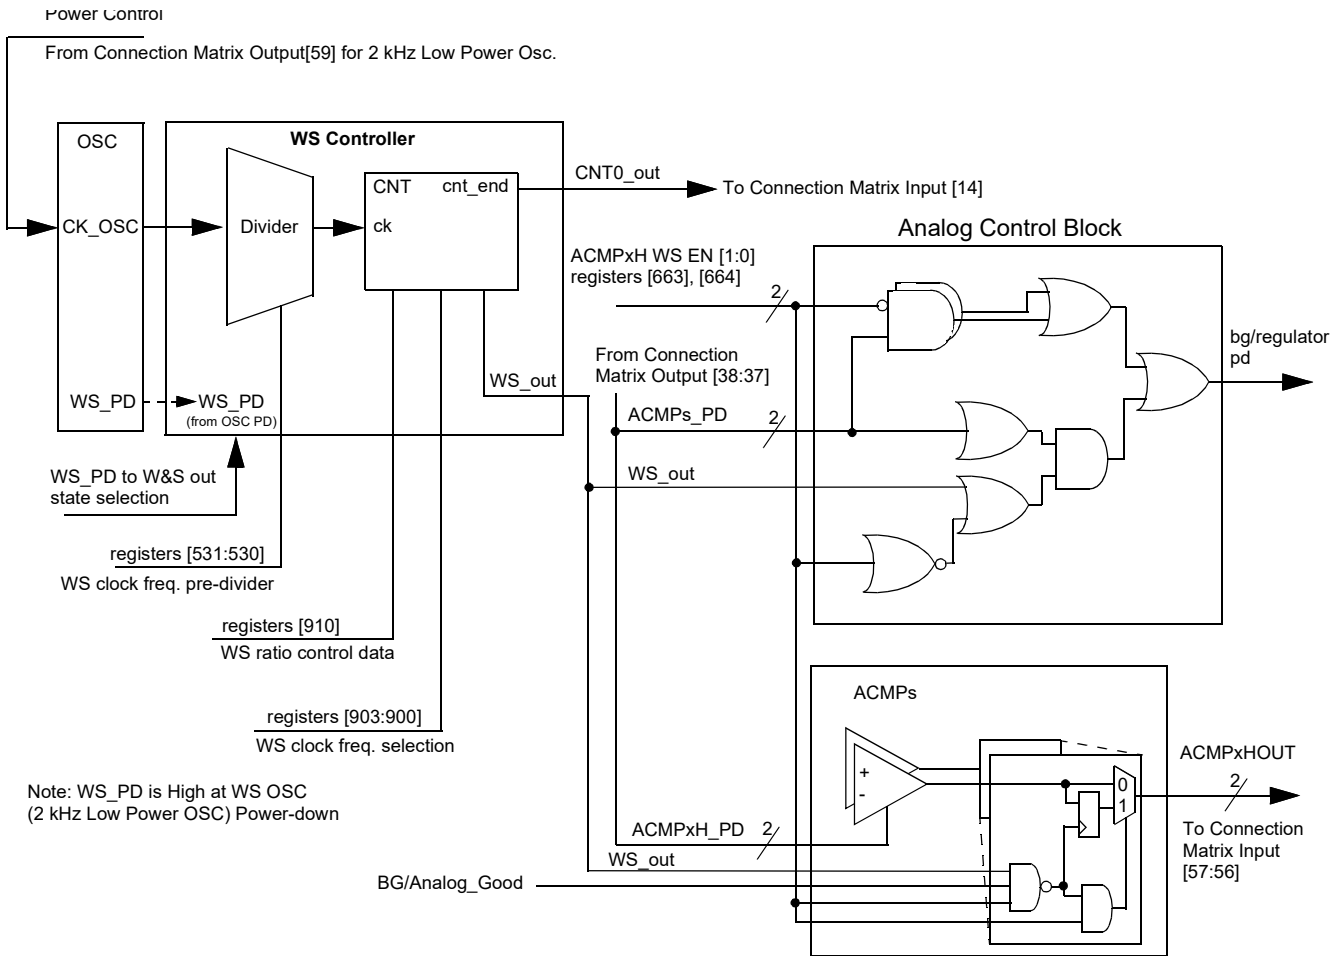 Power Control
From Connection Matrix Output[59] for 2 kHz Low Power Osc.
OSC
WS Controller
CNT
cnt_end
CNT0_out
To Connection Matrix Input [14]
CK_OSC
Divider
ck
Analog Control Block
ACMPxH WS EN [1:0]
registers [663], [664]
2
bg/regulator
pd
From Connection
Matrix Output [38:37]
WS_out
WS_PD
WS_PD
(from OSC PD)
ACMPs_PD
2
WS_PD to W&S out
state selection
WS_out
registers [531:530]
WS clock freq. pre-divider
registers [910]
WS ratio control data
registers [903:900]
WS clock freq. selection
ACMPs
ACMPxHOUT
+
-
0
1
2
Note: WS_PD is High at WS OSC
(2 kHz Low Power OSC) Power-down
ACMPxH_PD
2
To Connection
Matrix Input
[57:56]
WS_out
BG/Analog_Good